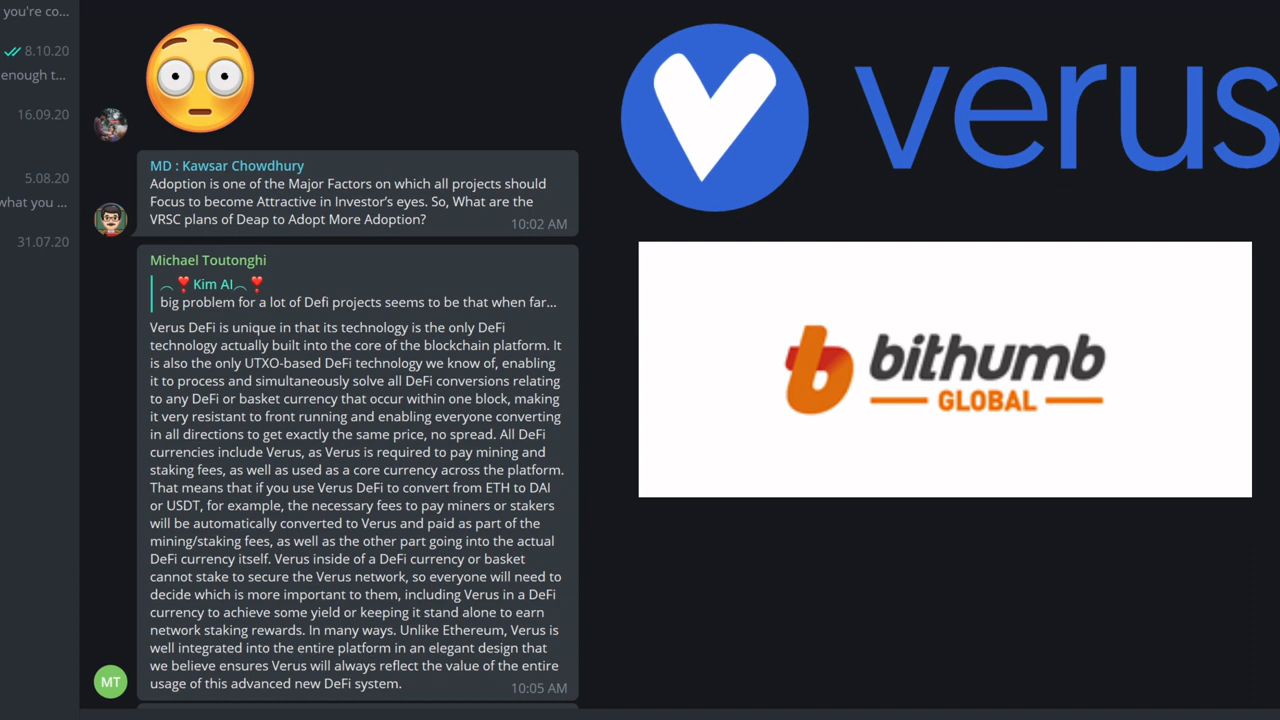 you're co...
8.10.20
enough t...
16.09.20
5.08.20
what you ...
31.07.20
MD : Kawsar Chowdhury
Adoption is one of the Major Factors on which all projects should
Focus to become Attractive in Investor's eyes. So, What are the
VRSC plans of Deap to Adopt More Adoption?
10:02 AM
Michael Toutonghi
︵❣️Kim AI︵❣️
big problem for a lot of Defi projects seems to be that when far...
Verus DeFi is unique in that its technology is the only DeFi
technology actually built into the core of the blockchain platform. It
is also the only UTXO-based DeFi technology we know of, enabling
it to process and simultaneously solve all DeFi conversions relating
to any DeFi or basket currency that occur within one block, making
it very resistant to front running and enabling everyone converting
in all directions to get exactly the same price, no spread. All DeFi
currencies include Verus, as Verus is required to pay mining and
staking fees, as well as used as a core currency across the platform.
That means that if you use Verus DeFi to convert from ETH to DAI
or USDT, for example, the necessary fees to pay miners or stakers
will be automatically converted to Verus and paid as part of the
mining/staking fees, as well as the other part going into the actual
DeFi currency itself. Verus inside of a DeFi currency or basket
cannot stake to secure the Verus network, so everyone will need to
decide which is more important to them, including Verus in a DeFi
currency to achieve some yield or keeping it stand alone to earn
network staking rewards. In many ways. Unlike Ethereum, Verus is
well integrated into the entire platform in an elegant design that
we believe ensures Verus will always reflect the value of the entire
usage of this advanced new DeFi system.
10:05 AM
MT
verus
bithumb
GLOBAL